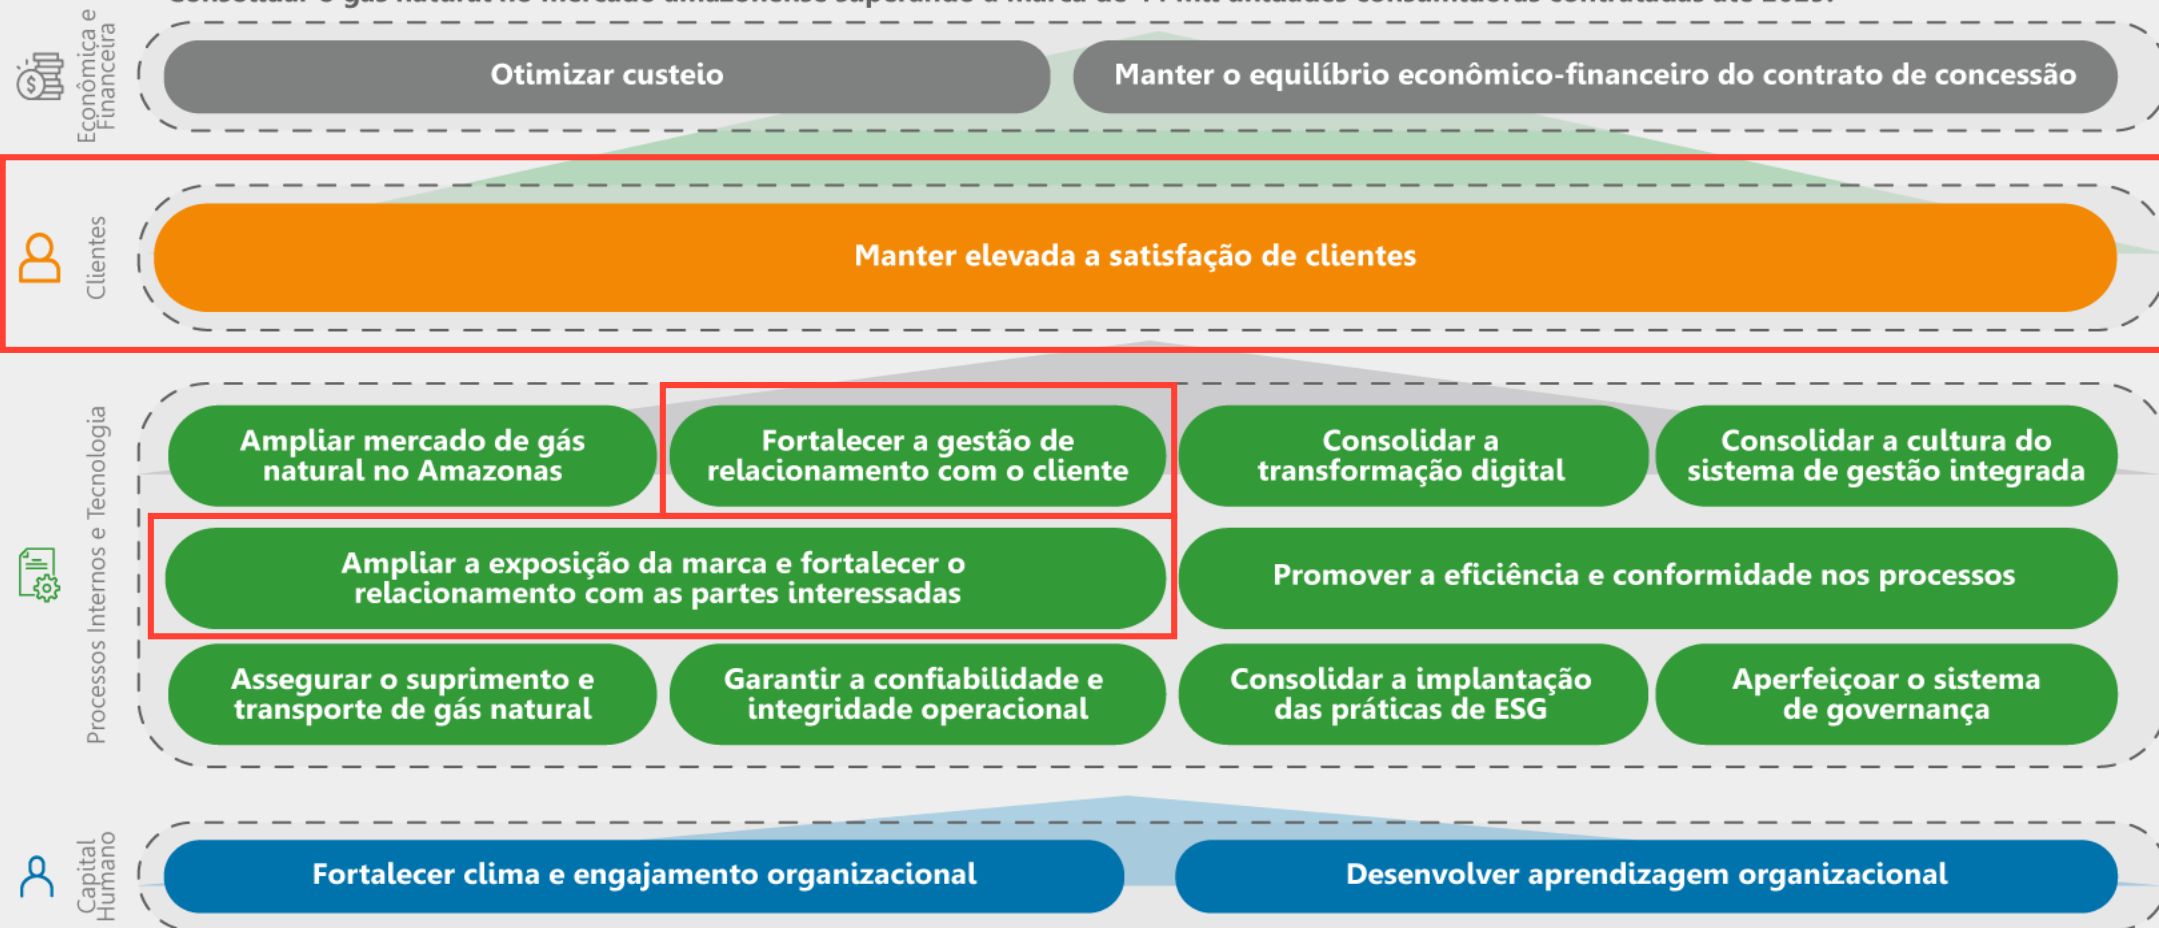 Econômica e
Financeira
Otimizar custeio
Manter o equilíbrio econômico-financeiro do contrato de concessão
Clientes
Manter elevada a satisfação de clientes
Processos Internos e Tecnologia
Ampliar mercado de gás
natural no Amazonas
Fortalecer a gestão de
relacionamento com o cliente
Consolidar a
transformação digital
Consolidar a cultura do
sistema de gestão integrada
Ampliar a exposição da marca e fortalecer o
relacionamento com as partes interessadas
Promover a eficiência e conformidade nos processos
Assegurar o suprimento e
transporte de gás natural
Garantir a confiabilidade e
integridade operacional
Consolidar a implantação
das práticas de ESG
Aperfeiçoar o sistema
de governança
Capital
Humano
Fortalecer clima e engajamento organizacional
Desenvolver aprendizagem organizacional